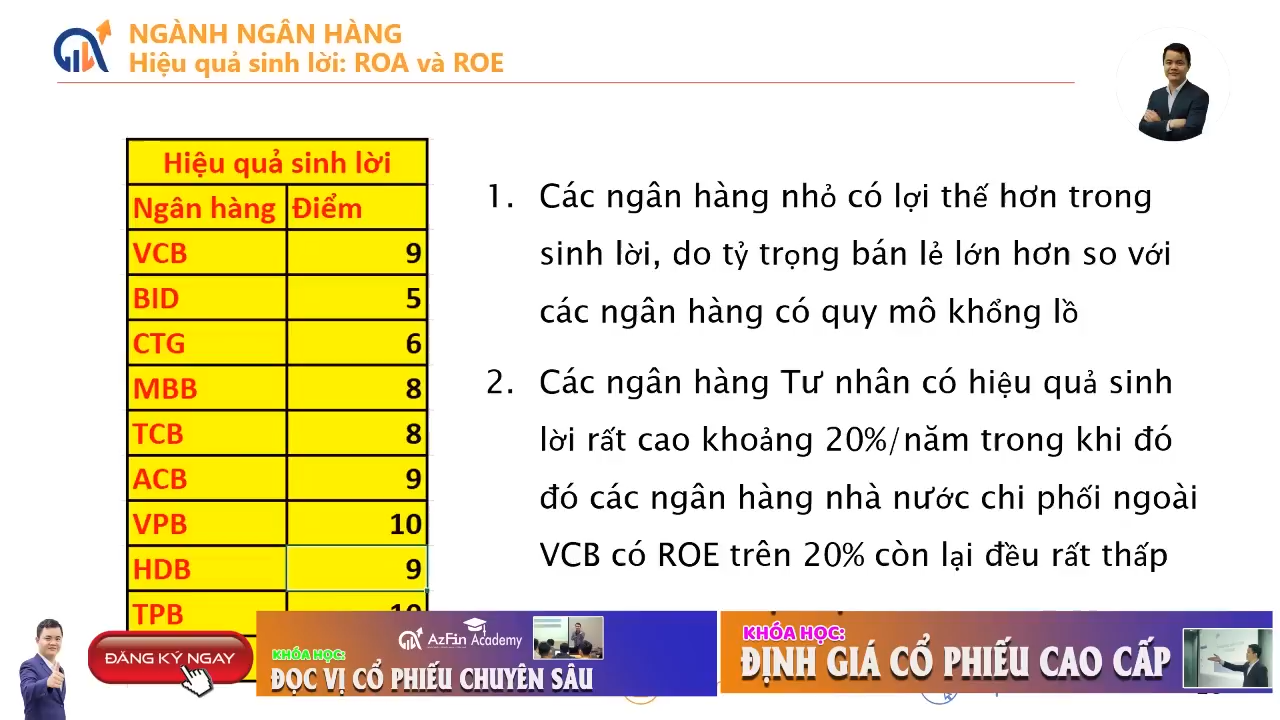 NGÀNH NGÂN HÀNG
Hiệu quả sinh lời: ROA và ROE
Hiệu quả sinh lời
Ngân hàng Điểm
VCB 9
BID 5
CTG 6
MBB 8
TCB 8
ACB 9
VPB 10
HDB 9
TPB 10
1. Các ngân hàng nhỏ có lợi thế hơn trong
sinh lời, do tỷ trọng bán lẻ lớn hơn so với
các ngân hàng có quy mô khổng lồ
2. Các ngân hàng Tư nhân có hiệu quả sinh
lời rất cao khoảng 20%/năm trong khi đó
đó các ngân hàng nhà nước chi phối ngoài
VCB có ROE trên 20% còn lại đều rất thấp
ĐĂNG KÝ NGAY
AzFin Academy
KHÓA HỌC:
ĐỌC VỊ CỔ PHIẾU CHUYÊN SÂU
KHÓA HỌC:
ĐỊNH GIÁ CỔ PHIẾU CAO CẤP